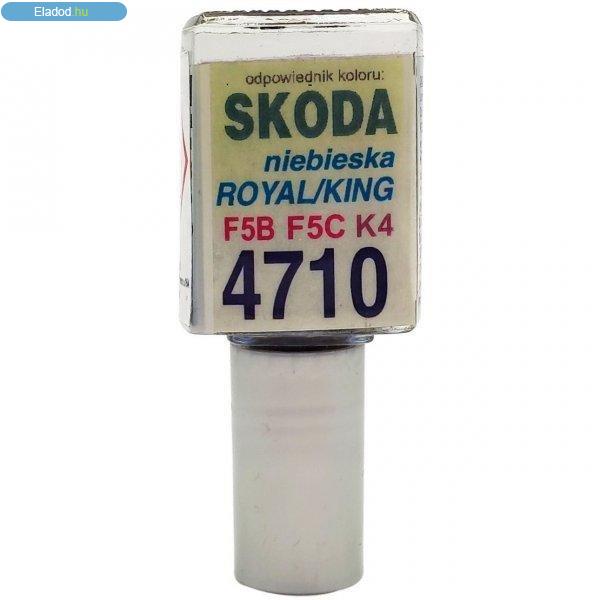 Eladod.hu
odpowiednik koloru:
SKODA
niebieska
ROYAL/KING
F5B F5C K4
4710